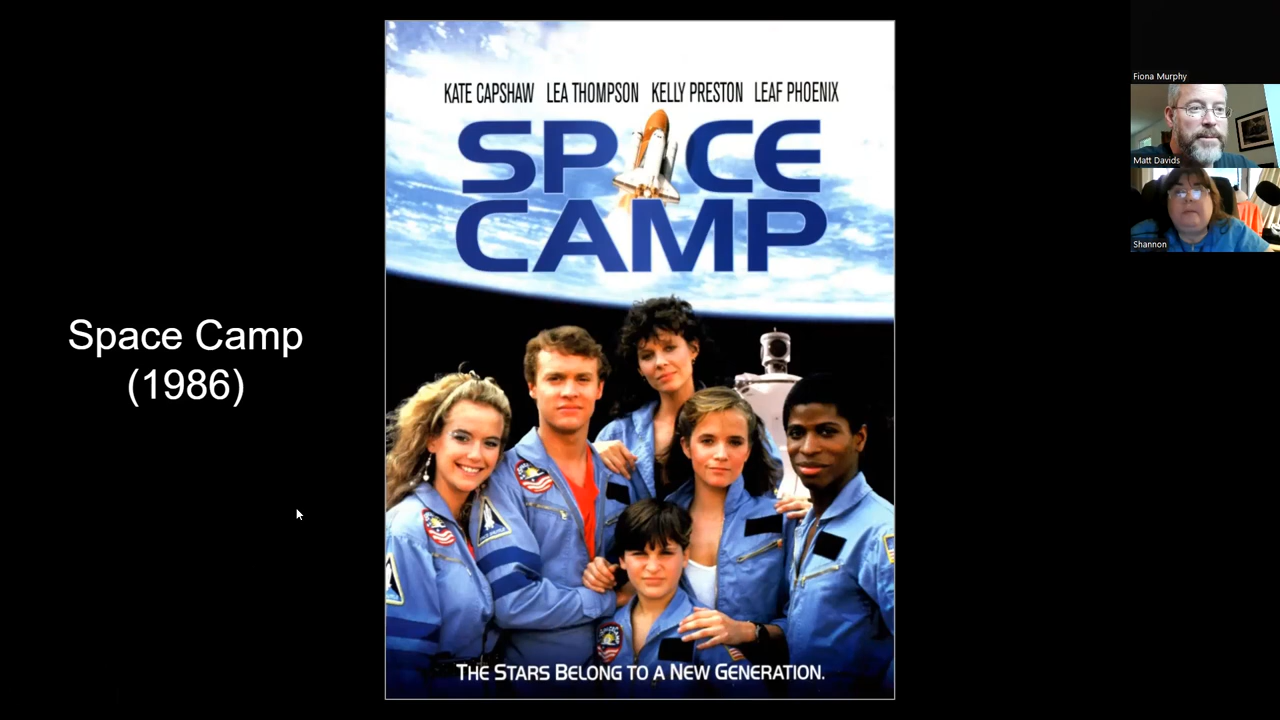 Space Camp
(1986)
KATE CAPSHAW LEA THOMPSON KELLY PRESTON LEAF PHOENIX
SPACE
CAMP
THE STARS BELONG TO A NEW GENERATION.
Fiona Murphy
Matt Davids
Shannon